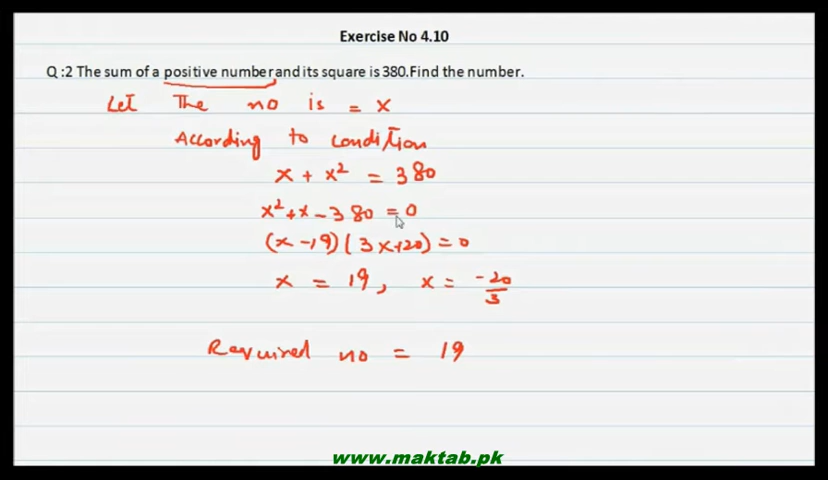 Exercise No 4.10
Q :2 The sum of a positive number and its square is 380.Find the number.
Let The no is = x
According to condition
x + x² = 380
x² + x - 380 = 0
(x - 19) ( 3x+20) = 0
x = 19, x = -20/3
Required no = 19
www.maktab.pk